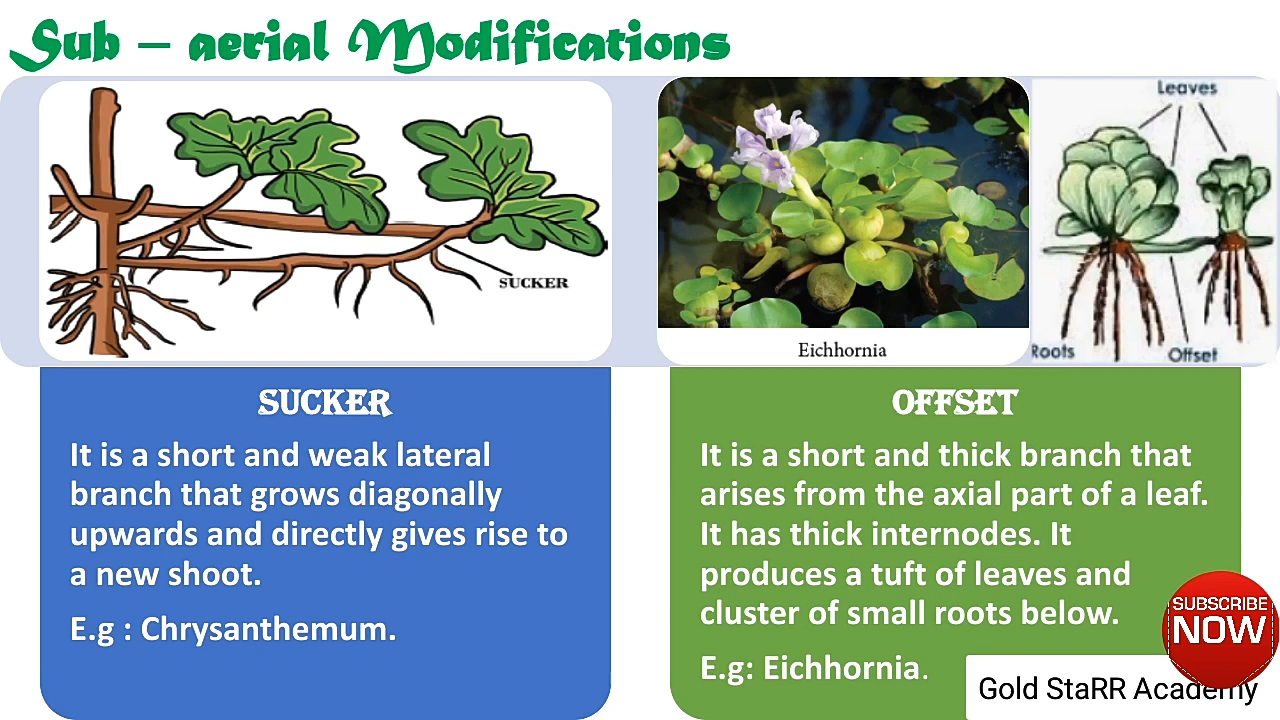 Sub – aerial Modifications
SUCKER
Eichhornia
Leaves
Roots
Offset
SUCKER
It is a short and weak lateral
branch that grows diagonally
upwards and directly gives rise to
a new shoot.
E.g : Chrysanthemum.
OFFSET
It is a short and thick branch that
arises from the axial part of a leaf.
It has thick internodes. It
produces a tuft of leaves and
cluster of small roots below.
E.g: Eichhornia.
SUBSCRIBE
NOW
Gold StaRR Academy